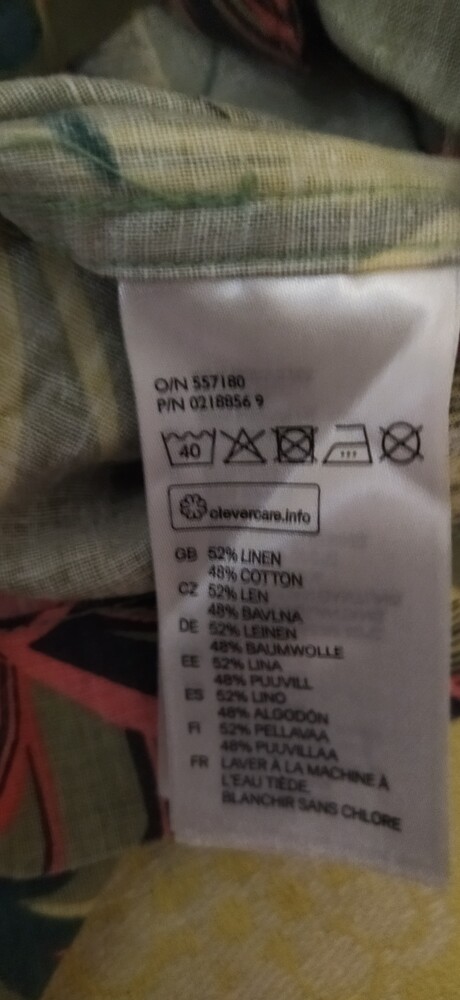 O/N 557180
P/N 0218856 9
40
clevercare.info
GB 52% LINEN
48% COTTON
CZ 52% LEN
48% BAVLNA
DE 52% LEINEN
48% BAUMWOLLE
EE 52% LINA
48% PUUVILL
ES 52% LINO
48% ALGODÓN
FI 52% PELLAVAA
48% PUUVILLAA
FR LAVER À LA MACHINE À
L'EAU TIÈDE,
BLANCHIR SANS CHLORE